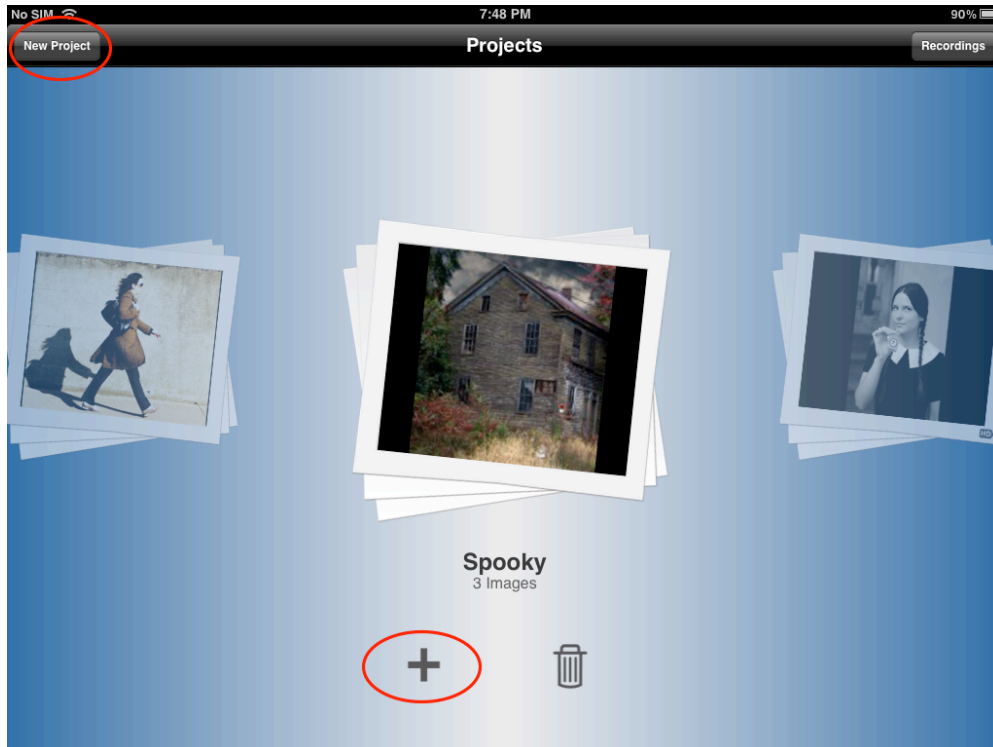 No SIM 7:48 PM 90%
New Project Projects Recordings
HD
Spooky
3 Images